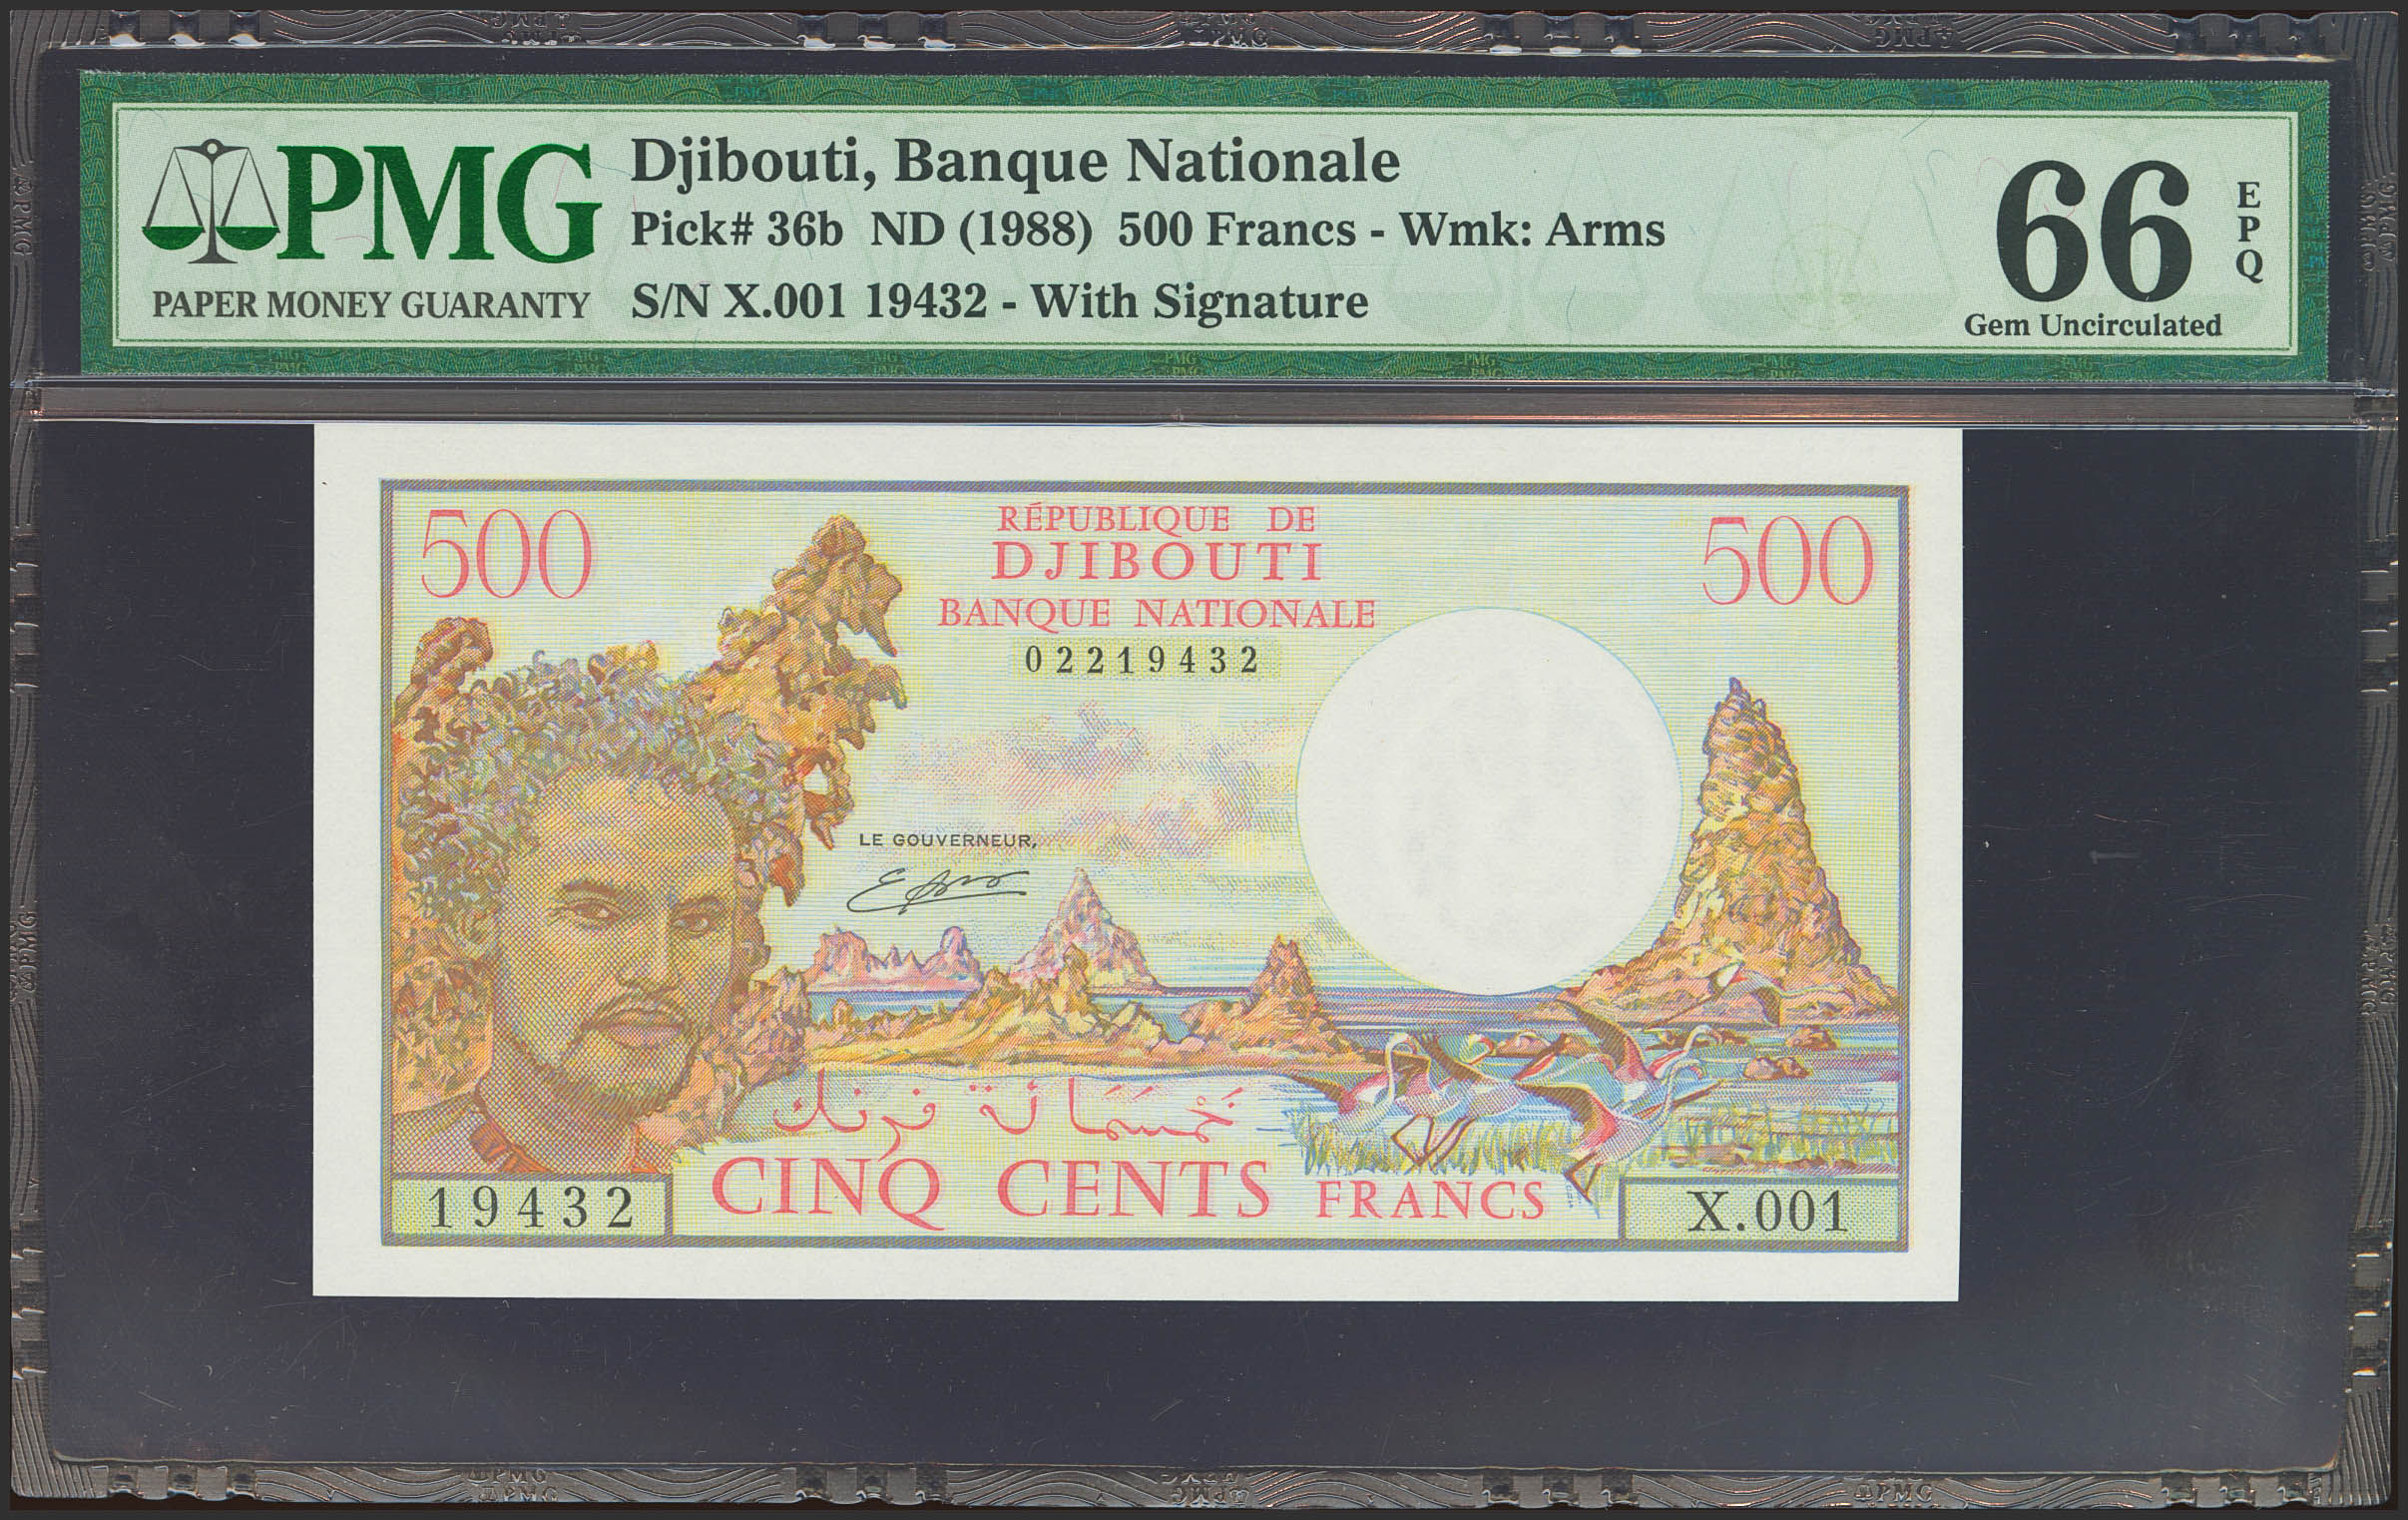 PMG
PAPER MONEY GUARANTY
Djibouti, Banque Nationale
Pick# 36b ND (1988) 500 Francs - Wmk: Arms
S/N X.001 19432 - With Signature
66
EPQ
Gem Uncirculated
500
RÉPUBLIQUE DE
DJIBOUTI
BANQUE NATIONALE
500
02219432
LE GOUVERNEUR,
خمسمائة فرنك
CINQ CENTS FRANCS
19432
X.001